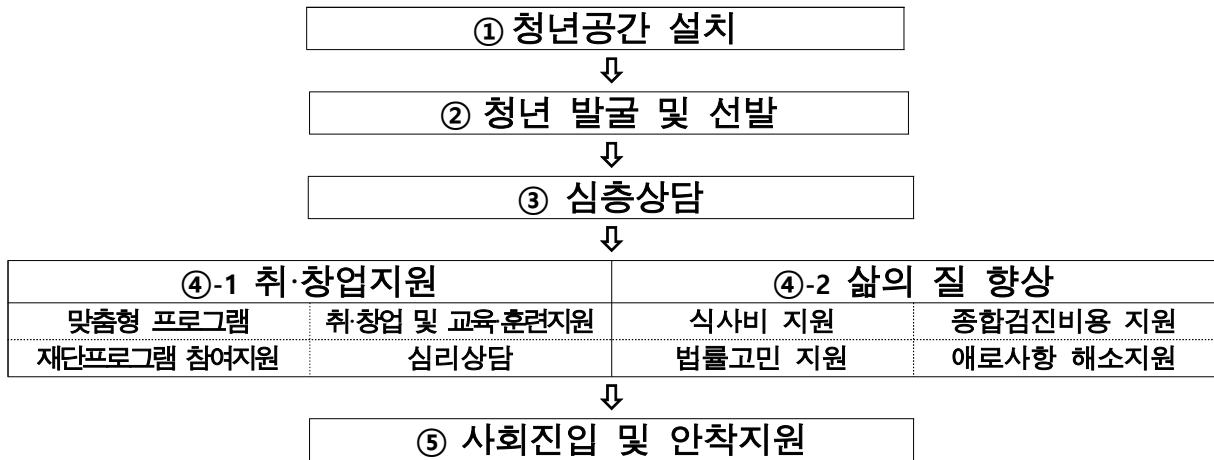 ① 청년공간 설치
⇩
② 청년 발굴 및 선발
⇩
③ 심층상담
⇩
④-1 취·창업지원 ④-2 삶의 질 향상
맞춤형 프로그램 취·창업 및 교육·훈련지원 식사비 지원 종합검진비용 지원
재단프로그램 참여지원 심리상담 법률고민 지원 애로사항 해소지원
⇩
⑤ 사회진입 및 안착지원